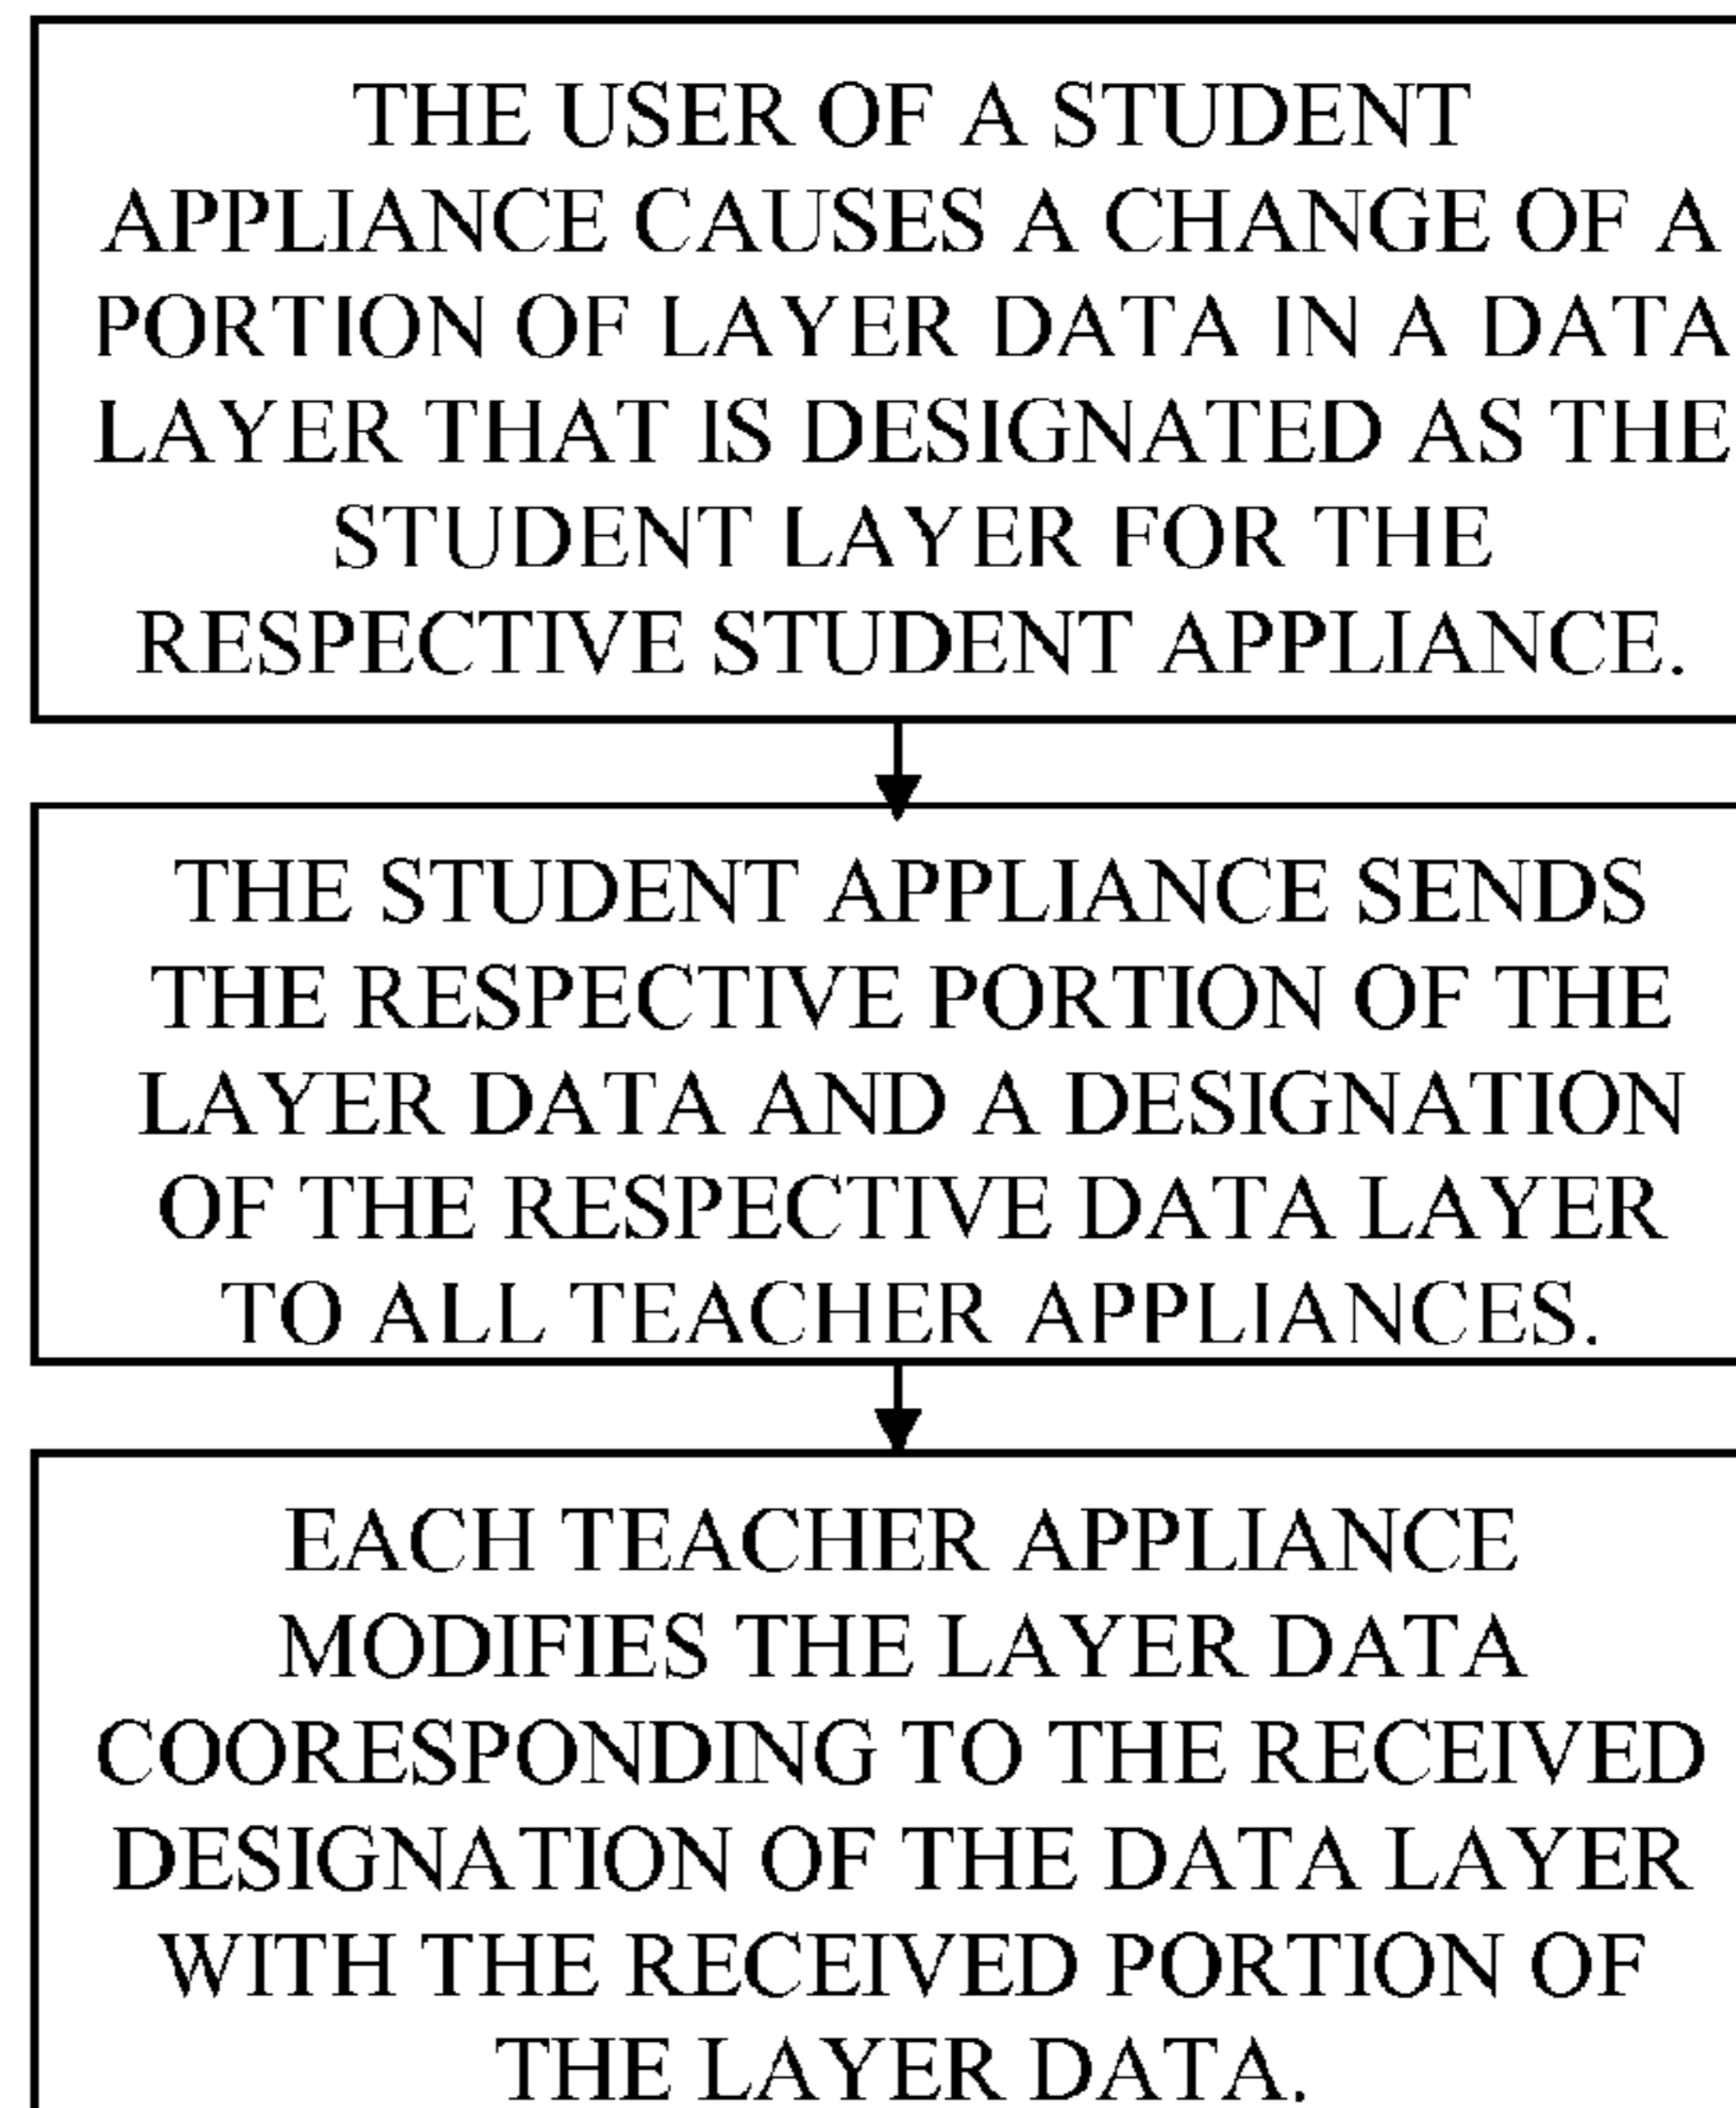 THE USER OF A STUDENT
APPLIANCE CAUSES A CHANGE OF A
PORTION OF LAYER DATA IN A DATA
LAYER THAT IS DESIGNATED AS THE
STUDENT LAYER FOR THE
RESPECTIVE STUDENT APPLIANCE.
THE STUDENT APPLIANCE SENDS
THE RESPECTIVE PORTION OF THE
LAYER DATA AND A DESIGNATION
OF THE RESPECTIVE DATA LAYER
TO ALL TEACHER APPLIANCES.
EACH TEACHER APPLIANCE
MODIFIES THE LAYER DATA
COORESPONDING TO THE RECEIVED
DESIGNATION OF THE DATA LAYER
WITH THE RECEIVED PORTION OF
THE LAYER DATA.